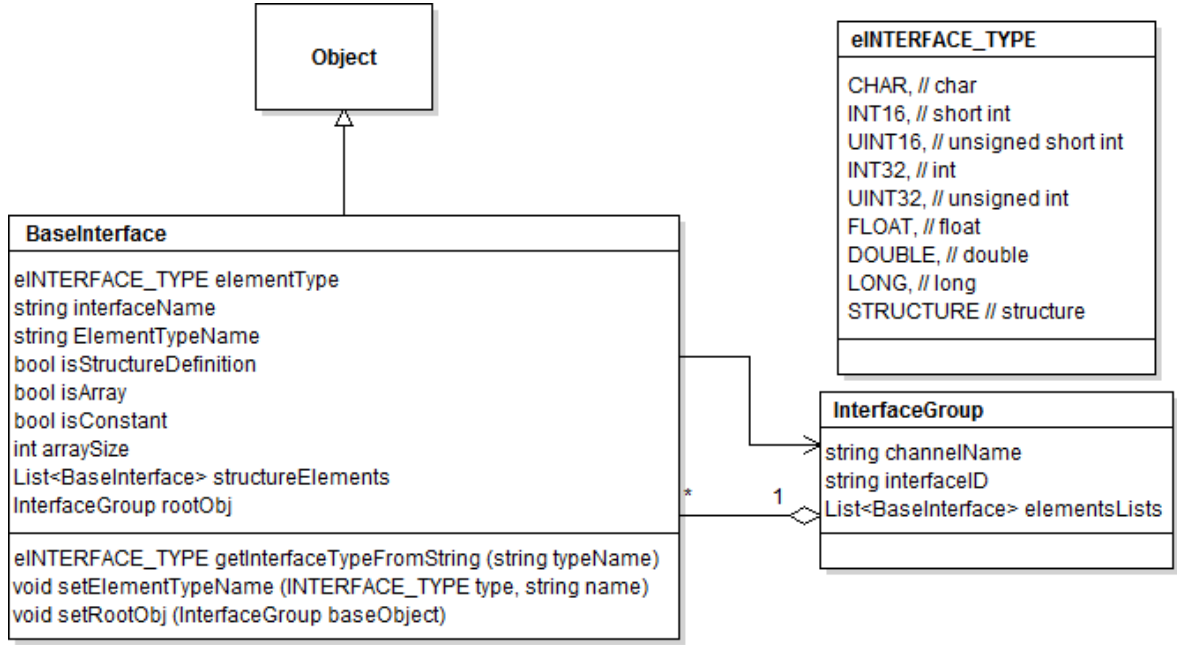 Object
eINTERFACE_TYPE
CHAR, // char
INT16, // short int
UINT16, // unsigned short int
INT32, // int
UINT32, // unsigned int
FLOAT, // float
DOUBLE, // double
LONG, // long
STRUCTURE // structure
BaseInterface
eINTERFACE_TYPE elementType
string interfaceName
string ElementTypeName
bool isStructureDefinition
bool isArray
bool isConstant
int arraySize
List<BaseInterface> structureElements
InterfaceGroup rootObj
eINTERFACE_TYPE getInterfaceTypeFromString (string typeName)
void setElementTypeName (INTERFACE_TYPE type, string name)
void setRootObj (InterfaceGroup baseObject)
* 1
InterfaceGroup
string channelName
string interfaceID
List<BaseInterface> elementsLists